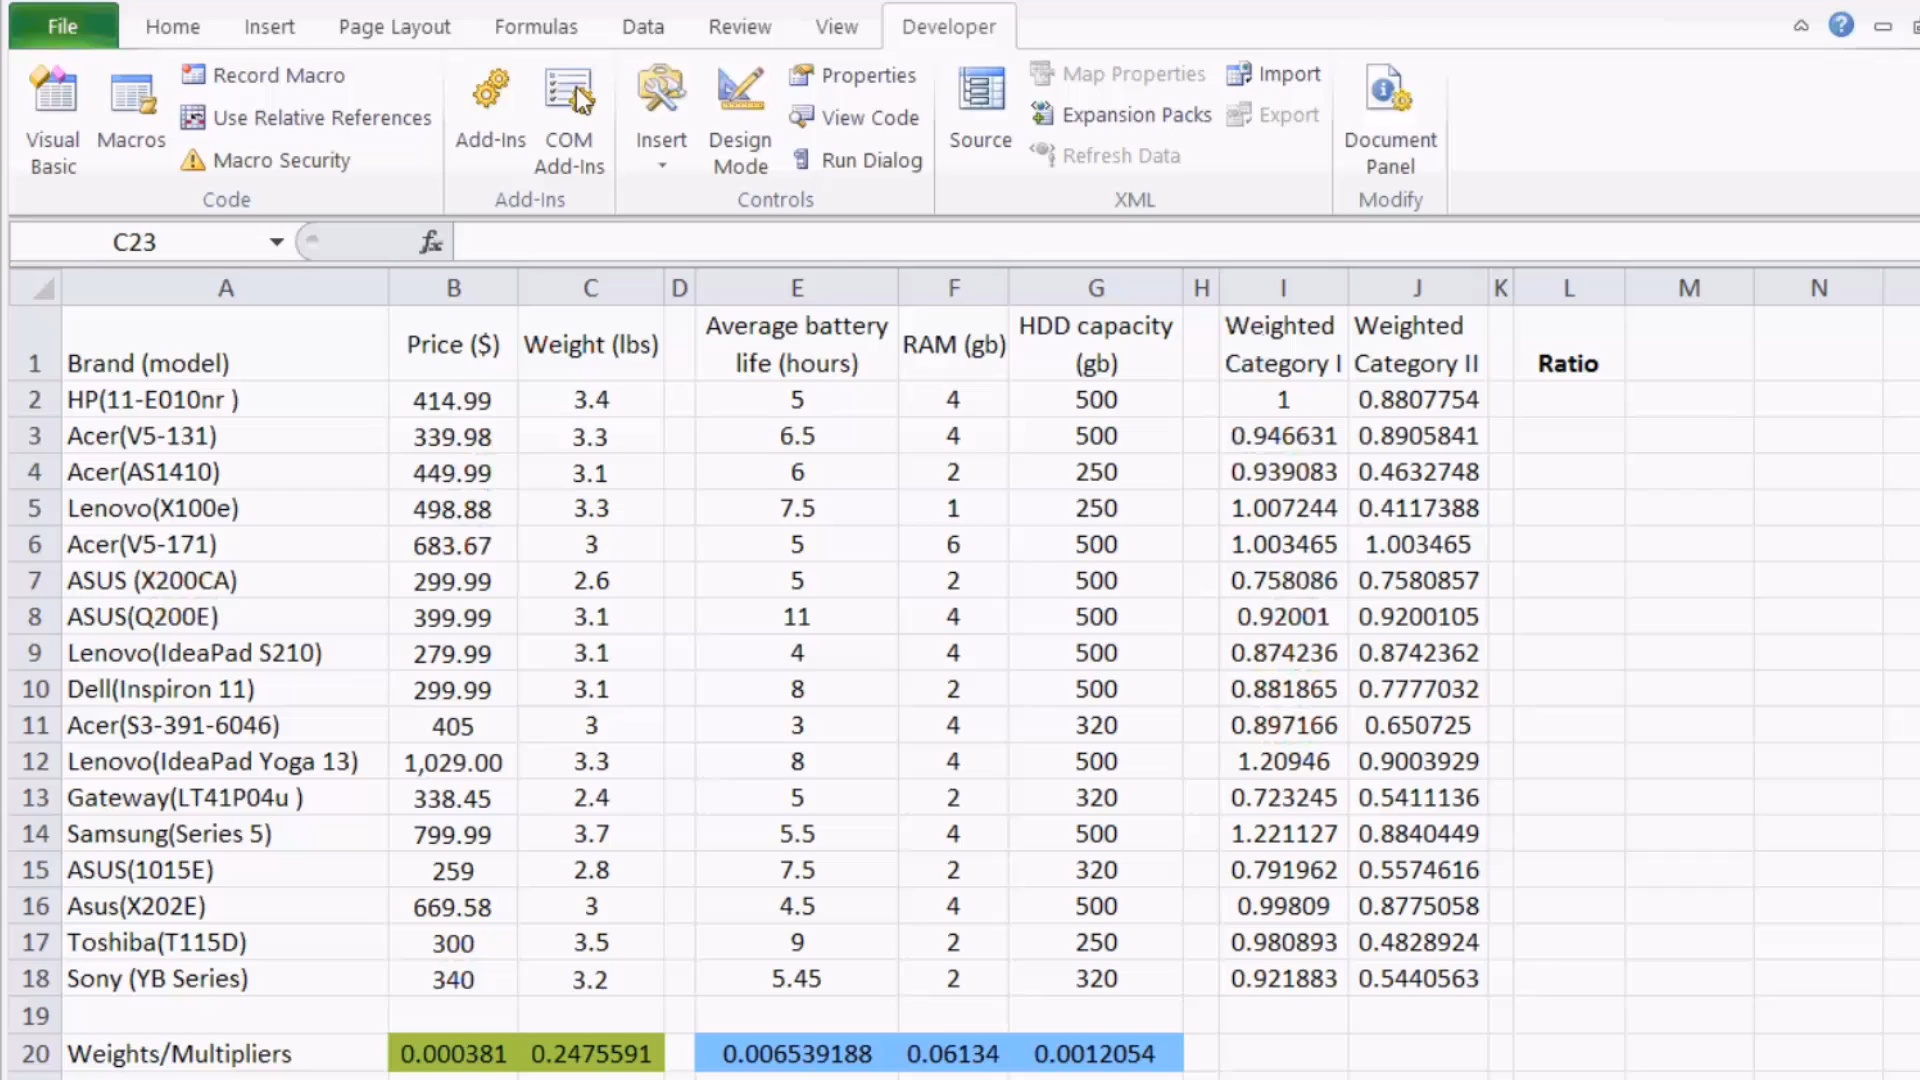 File Home Insert Page Layout Formulas Data Review View Developer
Visual Basic
Macros
Record Macro
Use Relative References
Macro Security
Code
Add-Ins
COM Add-Ins
Add-Ins
Insert
Design Mode
Properties
View Code
Run Dialog
Controls
Source
Map Properties
Expansion Packs
Refresh Data
Import
Export
XML
Document Panel
Modify
C23 fx
A B C D E F G H I J K L M N
1 Brand (model) Price ($) Weight (lbs) Average battery life (hours) RAM (gb) HDD capacity (gb) Weighted Category I Weighted Category II Ratio
2 HP(11-E010nr ) 414.99 3.4 5 4 500 1 0.8807754
3 Acer(V5-131) 339.98 3.3 6.5 4 500 0.946631 0.8905841
4 Acer(AS1410) 449.99 3.1 6 2 250 0.939083 0.4632748
5 Lenovo(X100e) 498.88 3.3 7.5 1 250 1.007244 0.4117388
6 Acer(V5-171) 683.67 3 5 6 500 1.003465 1.003465
7 ASUS (X200CA) 299.99 2.6 5 2 500 0.758086 0.7580857
8 ASUS(Q200E) 399.99 3.1 11 4 500 0.92001 0.9200105
9 Lenovo(IdeaPad S210) 279.99 3.1 4 4 500 0.874236 0.8742362
10 Dell(Inspiron 11) 299.99 3.1 8 2 500 0.881865 0.7777032
11 Acer(S3-391-6046) 405 3 3 4 320 0.897166 0.650725
12 Lenovo(IdeaPad Yoga 13) 1,029.00 3.3 8 4 500 1.20946 0.9003929
13 Gateway(LT41P04u ) 338.45 2.4 5 2 320 0.723245 0.5411136
14 Samsung(Series 5) 799.99 3.7 5.5 4 500 1.221127 0.8840449
15 ASUS(1015E) 259 2.8 7.5 2 320 0.791962 0.5574616
16 Asus(X202E) 669.58 3 4.5 4 500 0.99809 0.8775058
17 Toshiba(T115D) 300 3.5 9 2 250 0.980893 0.4828924
18 Sony (YB Series) 340 3.2 5.45 2 320 0.921883 0.5440563
19
20 Weights/Multipliers 0.000381 0.2475591 0.006539188 0.06134 0.0012054